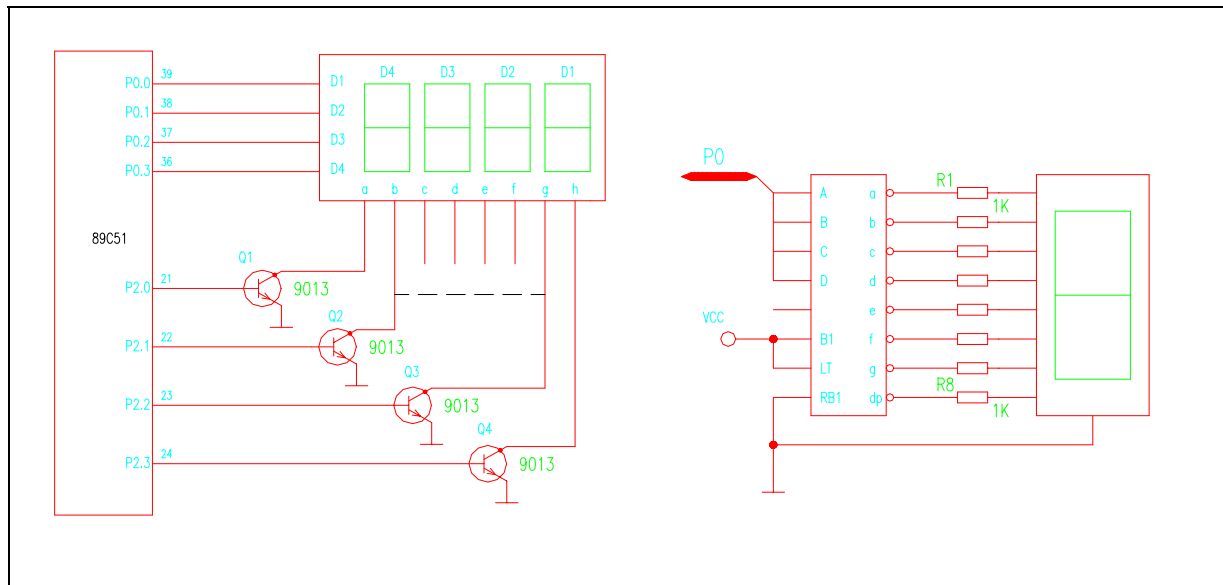 D4 D3 D2 D1
P0.0 39 D1
P0.1 38 D2
P0.2 37 D3
P0.3 36 D4
a b c d e f g h
89C51
P2.0 21 Q1 9013
P2.1 22 Q2 9013
P2.2 23 Q3 9013
P2.3 24 Q4 9013
P0
A a R1 1K
B b
C c
D d
e
VCC
B1 f
LT g
RB1 dp R8 1K